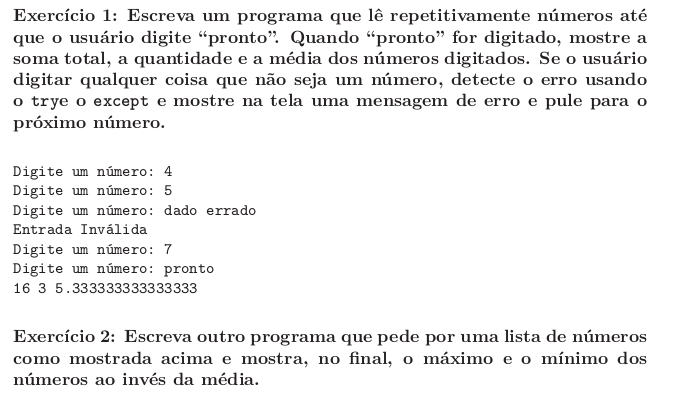 Exercício 1: Escreva um programa que lê repetitivamente números até
que o usuário digite “pronto”. Quando “pronto” for digitado, mostre a
soma total, a quantidade e a média dos números digitados. Se o usuário
digitar qualquer coisa que não seja um número, detecte o erro usando
o trye o except e mostre na tela uma mensagem de erro e pule para o
próximo número.
Digite um número: 4
Digite um número: 5
Digite um número: dado errado
Entrada Inválida
Digite um número: 7
Digite um número: pronto
16 3 5.333333333333333
Exercício 2: Escreva outro programa que pede por uma lista de números
como mostrada acima e mostra, no final, o máximo e o mínimo dos
números ao invés da média.